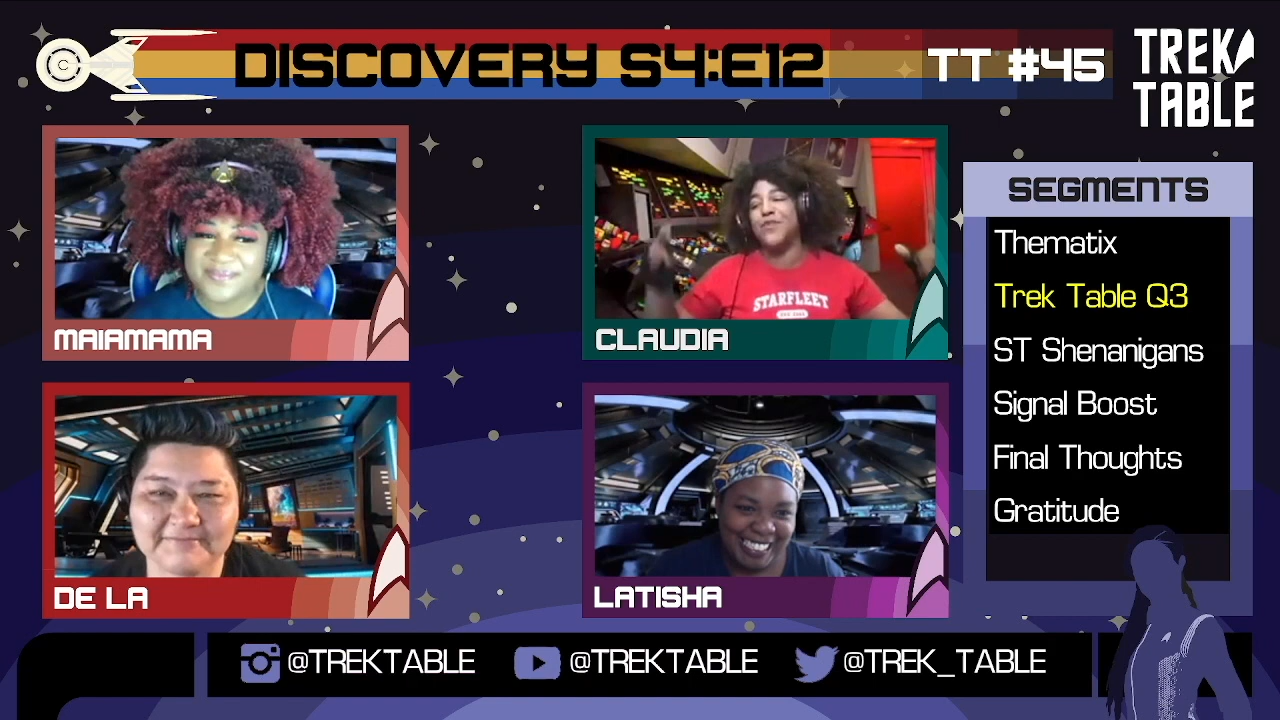 DISCOVERY S4:E12
TT #45
TREK
TABLE
SEGMENTS
Thematix
Trek Table Q3
ST Shenanigans
Signal Boost
Final Thoughts
Gratitude
MAIAMAMA
CLAUDIA
STARFLEET
DE LA
LATISHA
@TREKTABLE
@TREKTABLE
@TREK_TABLE